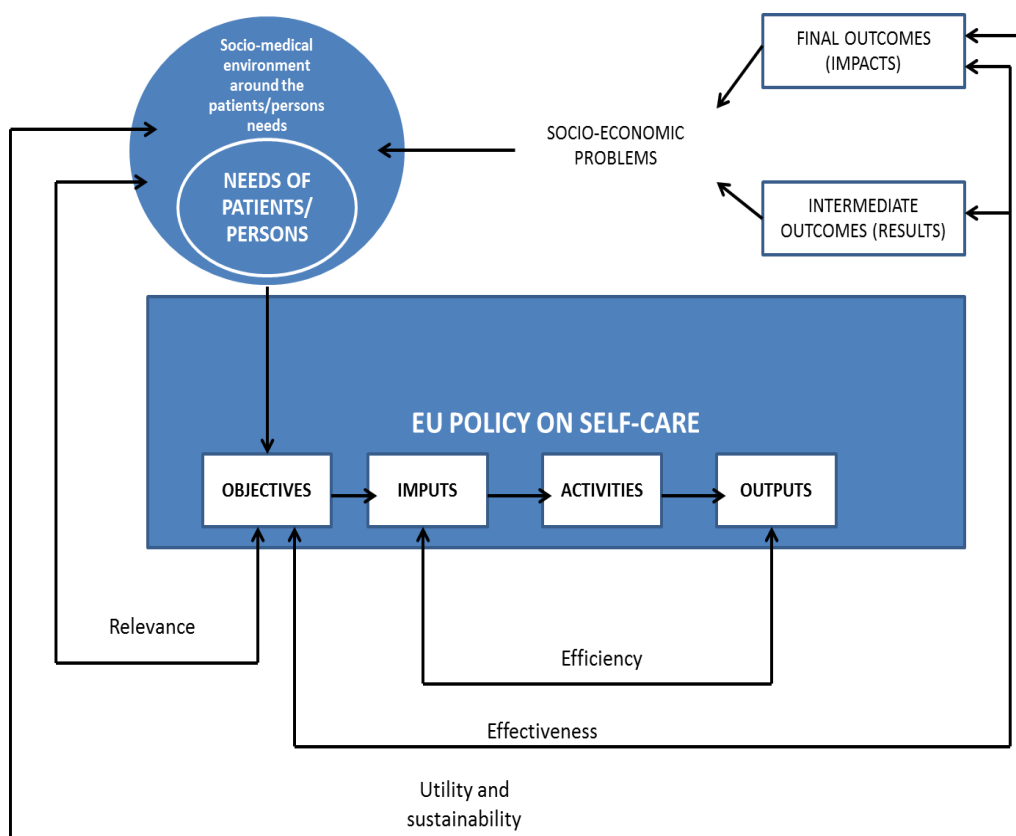 Socio-medical
environment
around the
patients/persons
needs
NEEDS OF
PATIENTS/
PERSONS
FINAL OUTCOMES
(IMPACTS)
SOCIO-ECONOMIC
PROBLEMS
INTERMEDIATE
OUTCOMES (RESULTS)
EU POLICY ON SELF-CARE
OBJECTIVES
IMPUTS
ACTIVITIES
OUTPUTS
Relevance
Efficiency
Effectiveness
Utility and
sustainability